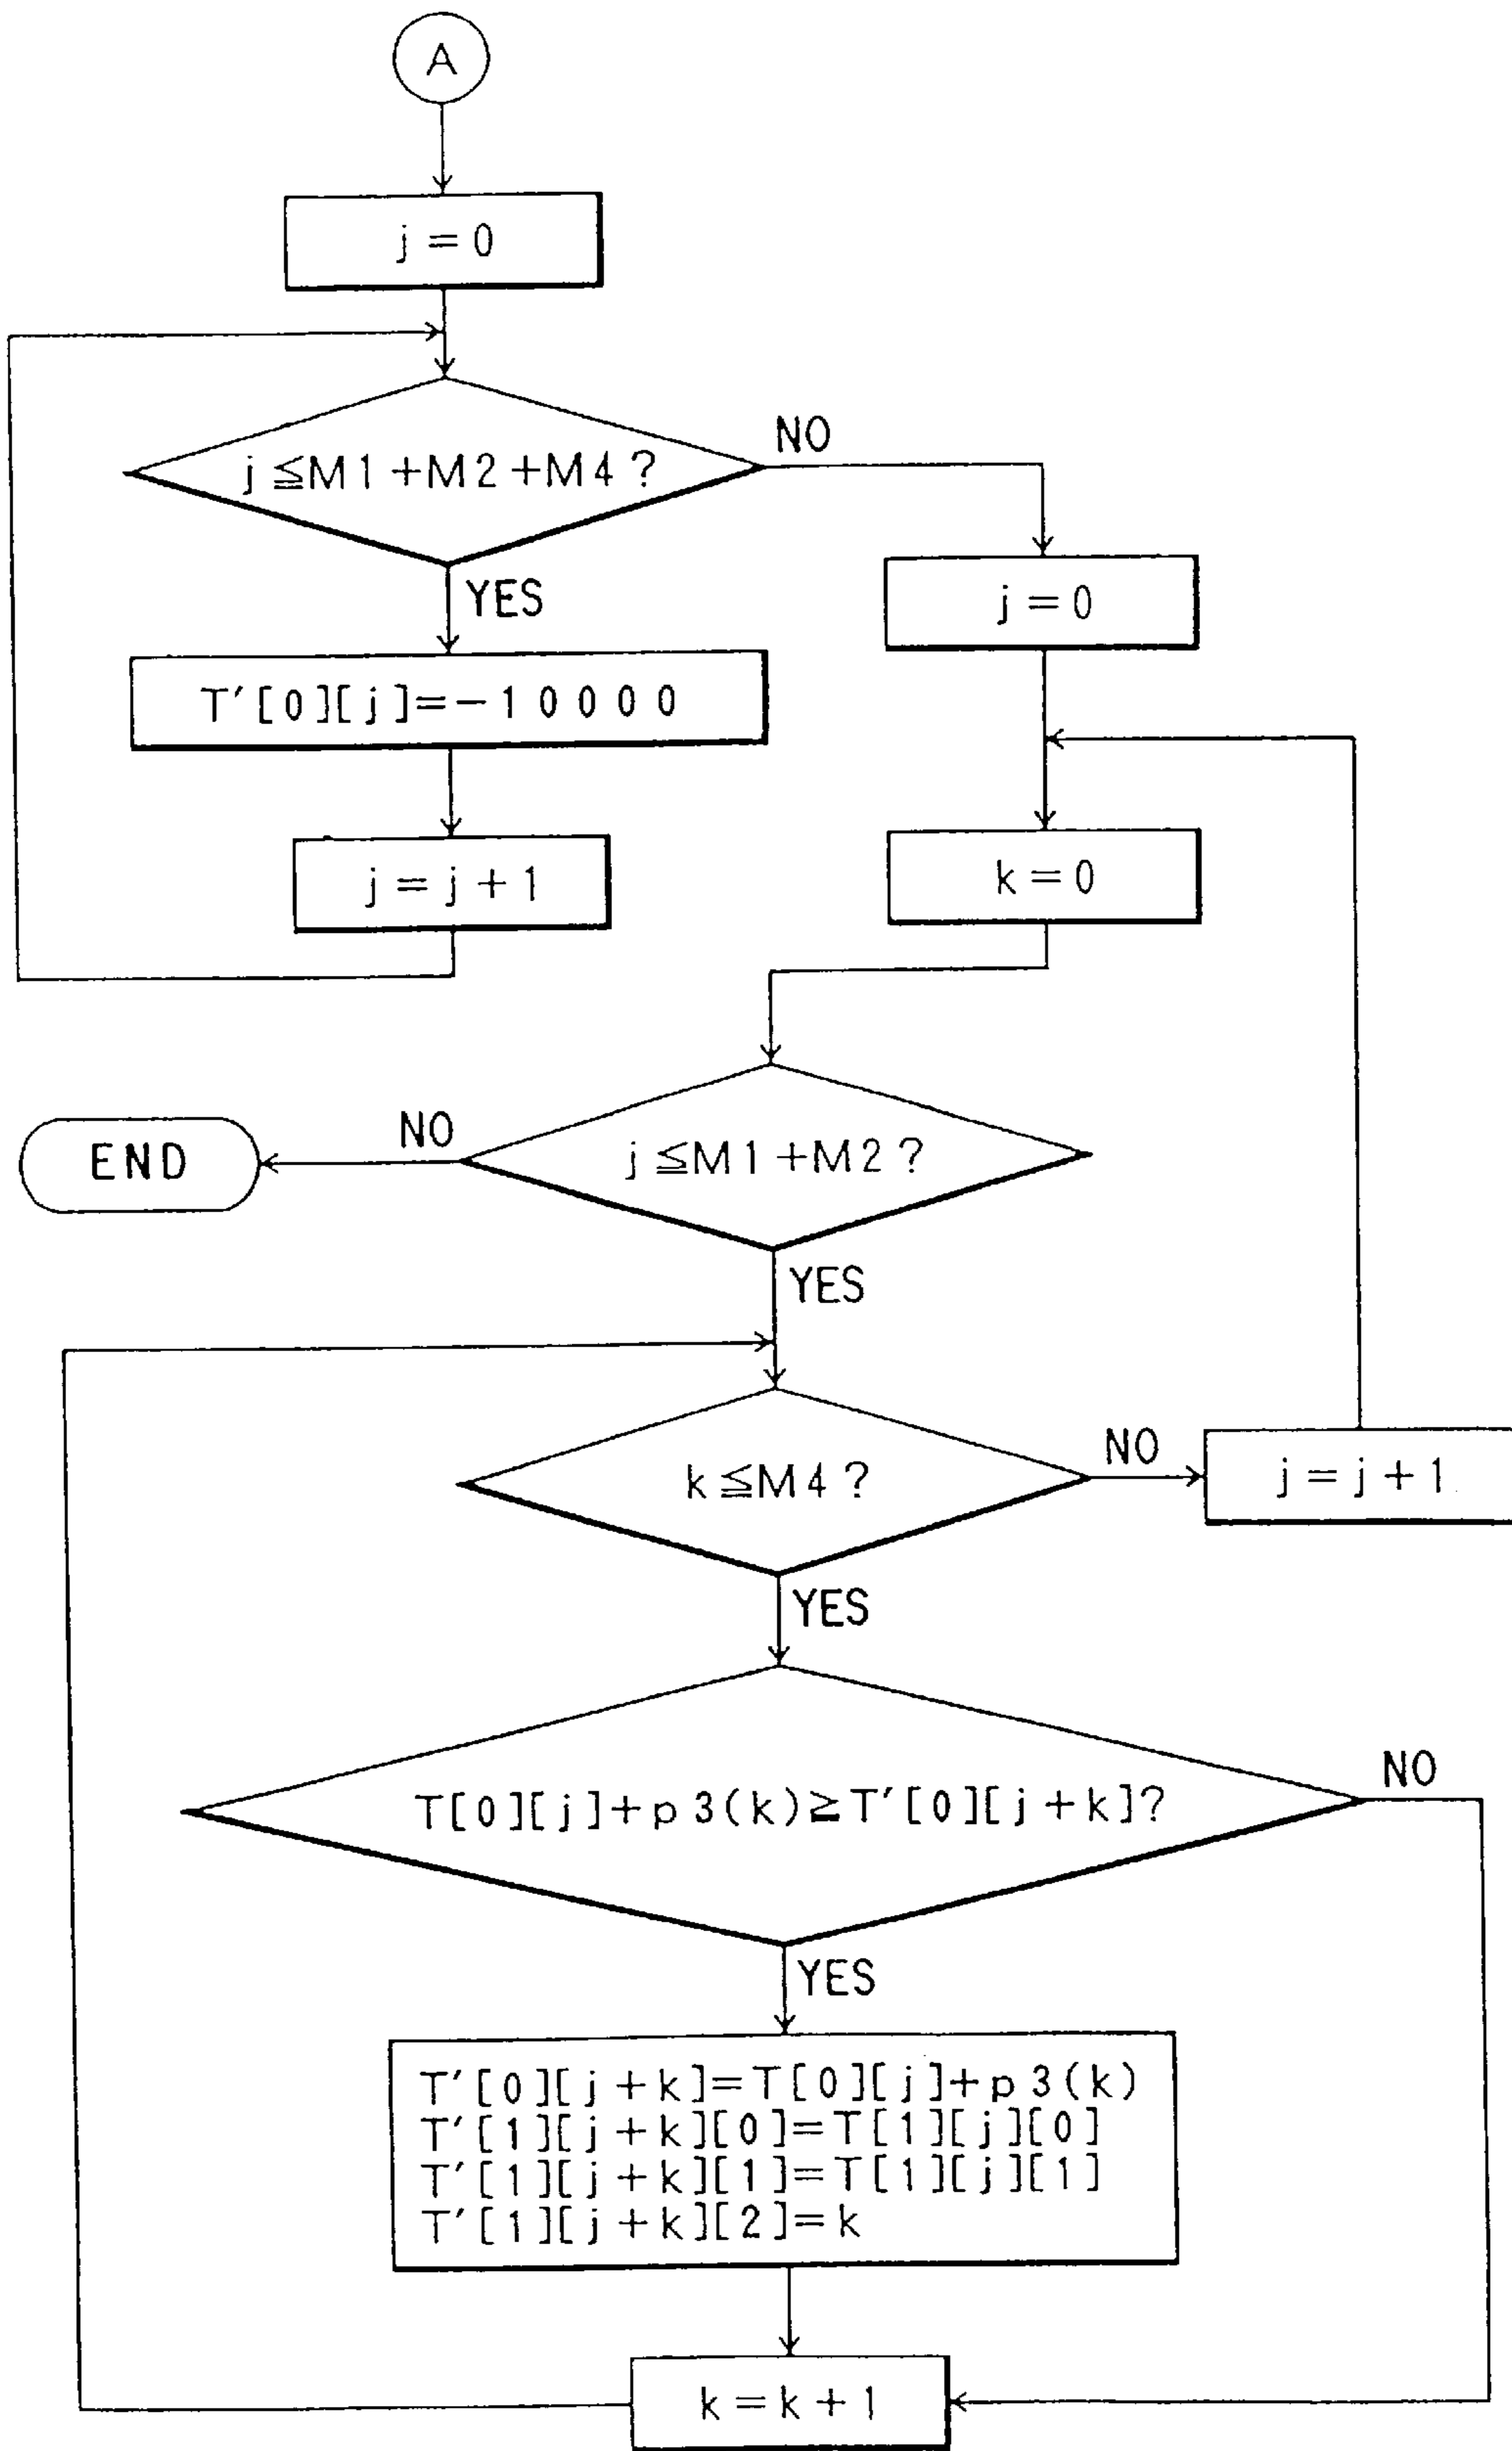 A
j=0
j≦M1+M2+M4?
NO
YES
j=0
T'[0][j]=-10000
j=j+1
k=0
NO
END
j≦M1+M2?
YES
k≦M4?
NO
j=j+1
YES
T[0][j]+p3(k)≧T'[0][j+k]?
NO
YES
T'[0][j+k]=T[0][j]+p3(k)
T'[1][j+k][0]=T[1][j][0]
T'[1][j+k][1]=T[1][j][1]
T'[1][j+k][2]=k
k=k+1